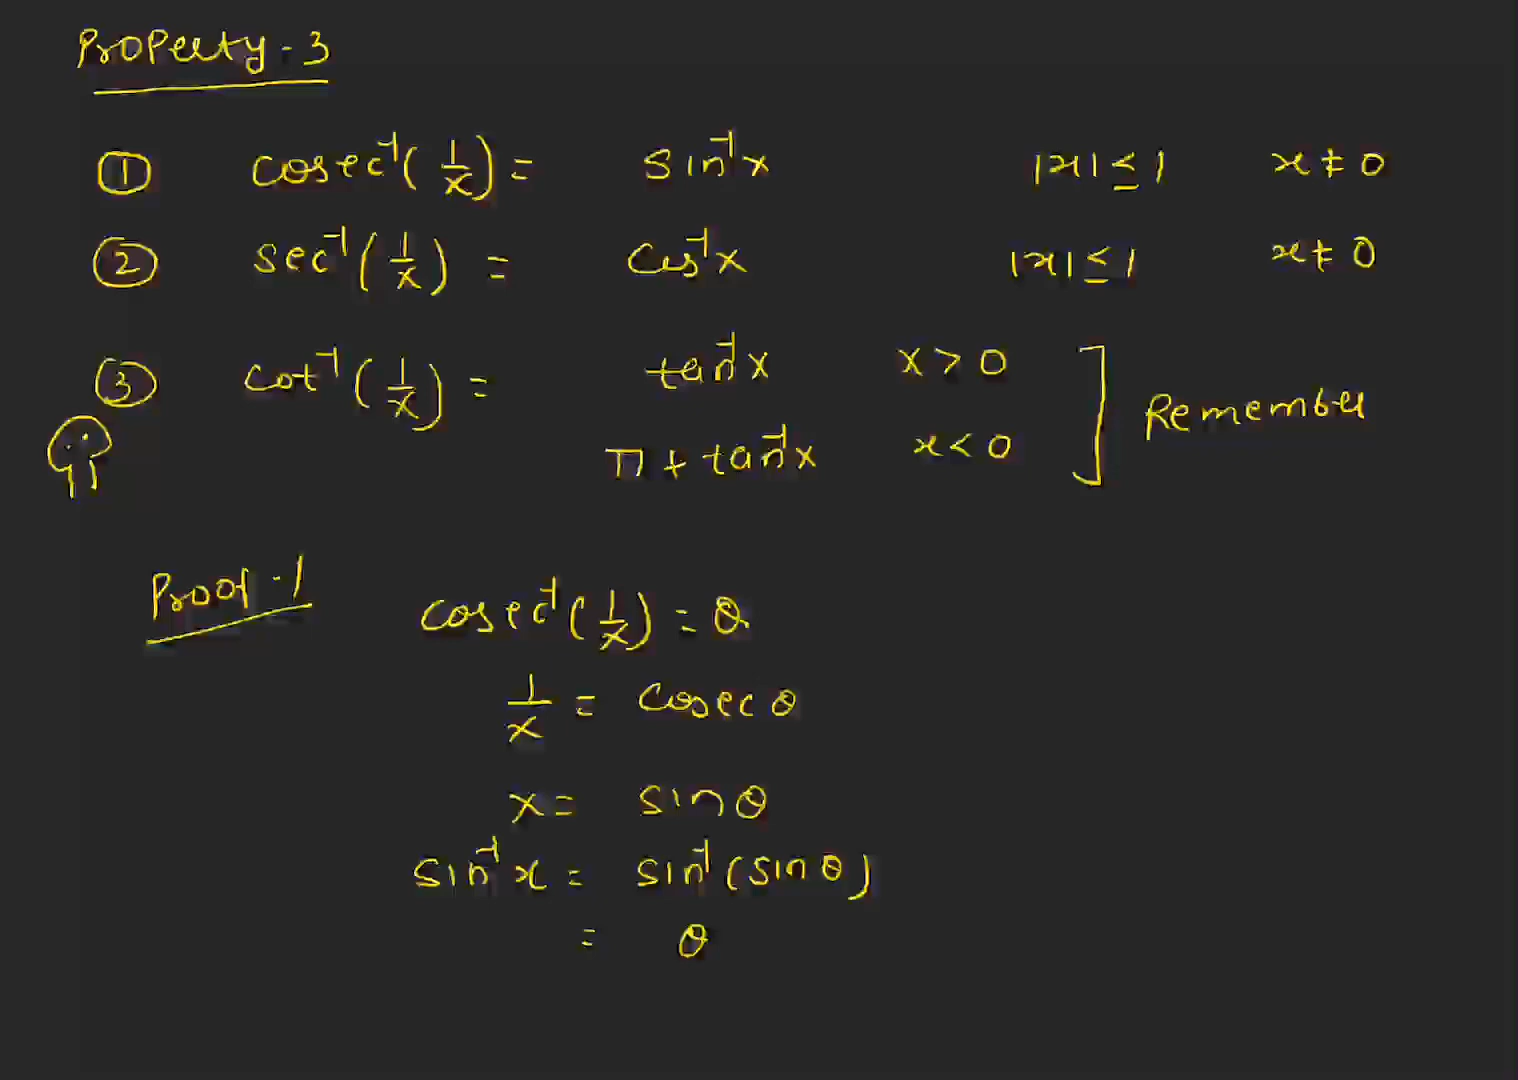 Property-3
① cosec⁻¹(1/x) = sin⁻¹x |x| ≤ 1 x ≠ 0
② sec⁻¹(1/x) = cos⁻¹x |x| ≤ 1 x ≠ 0
③ cot⁻¹(1/x) = tan⁻¹x x > 0
π + tan⁻¹x x < 0 ] Remember
Proof-1 cosec⁻¹(1/x) = θ
1/x = cosec θ
x = sin θ
sin⁻¹x = sin⁻¹(sin θ)
= θ